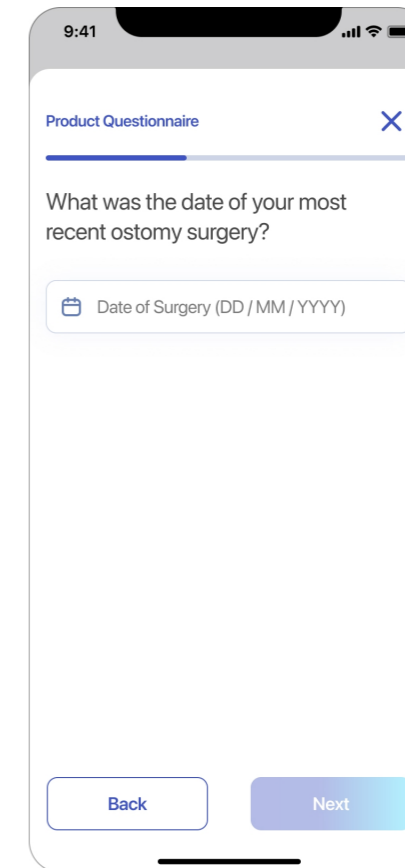 9:41
Product Questionnaire
What was the date of your most
recent ostomy surgery?
Date of Surgery (DD / MM / YYYY)
Back
Next